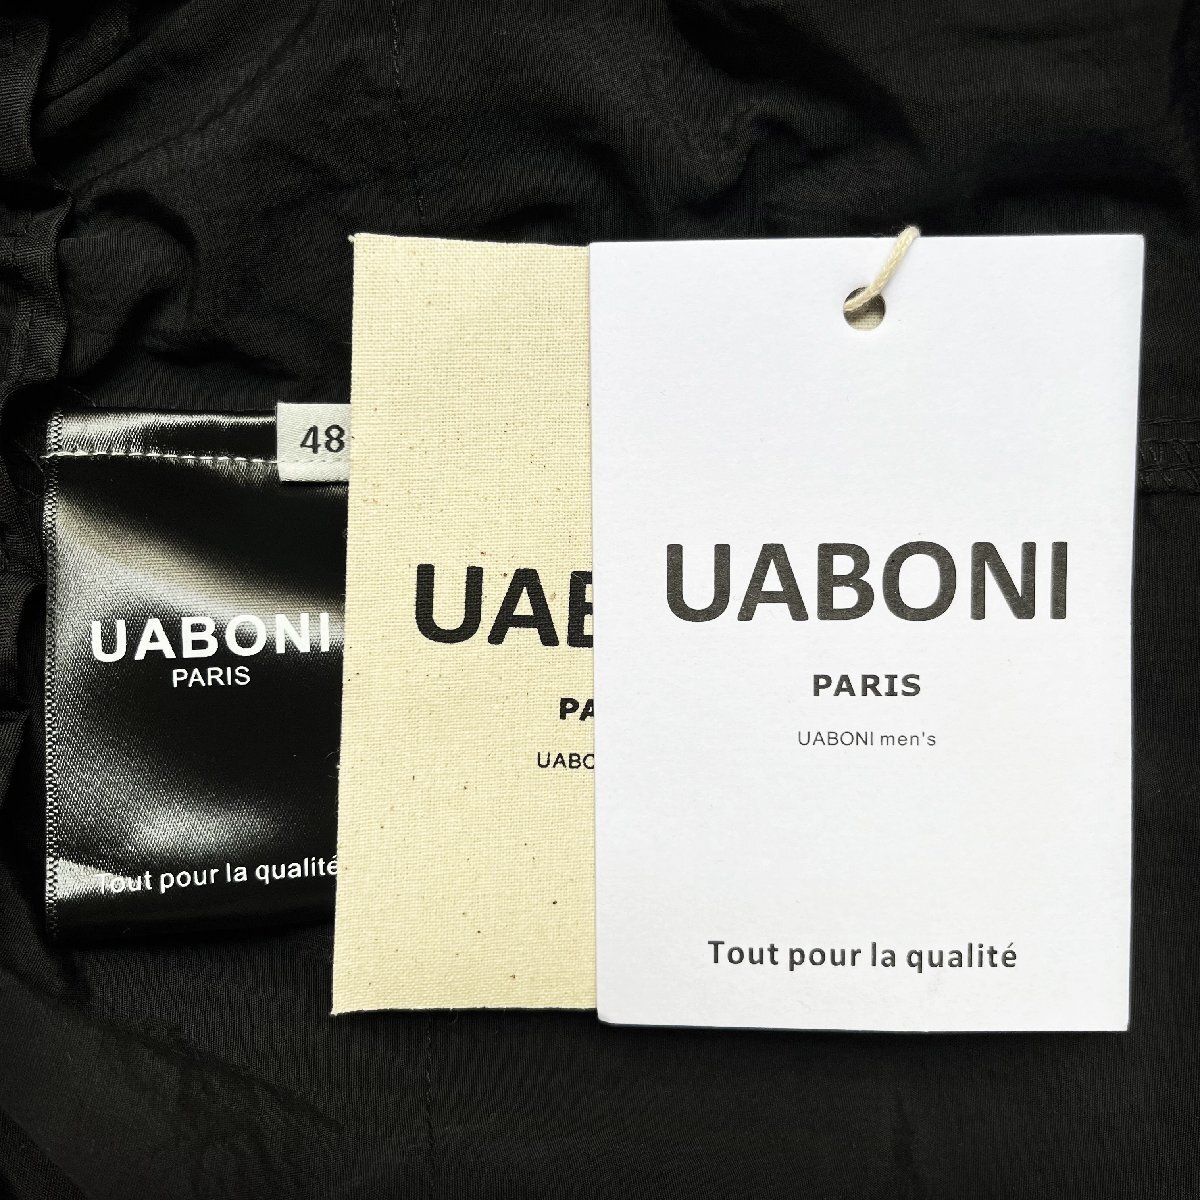 48
UABONI
PARIS
Tout pour la qualité
UAB
PA
UABO
UABONI
PARIS
UABONI men's
Tout pour la qualité